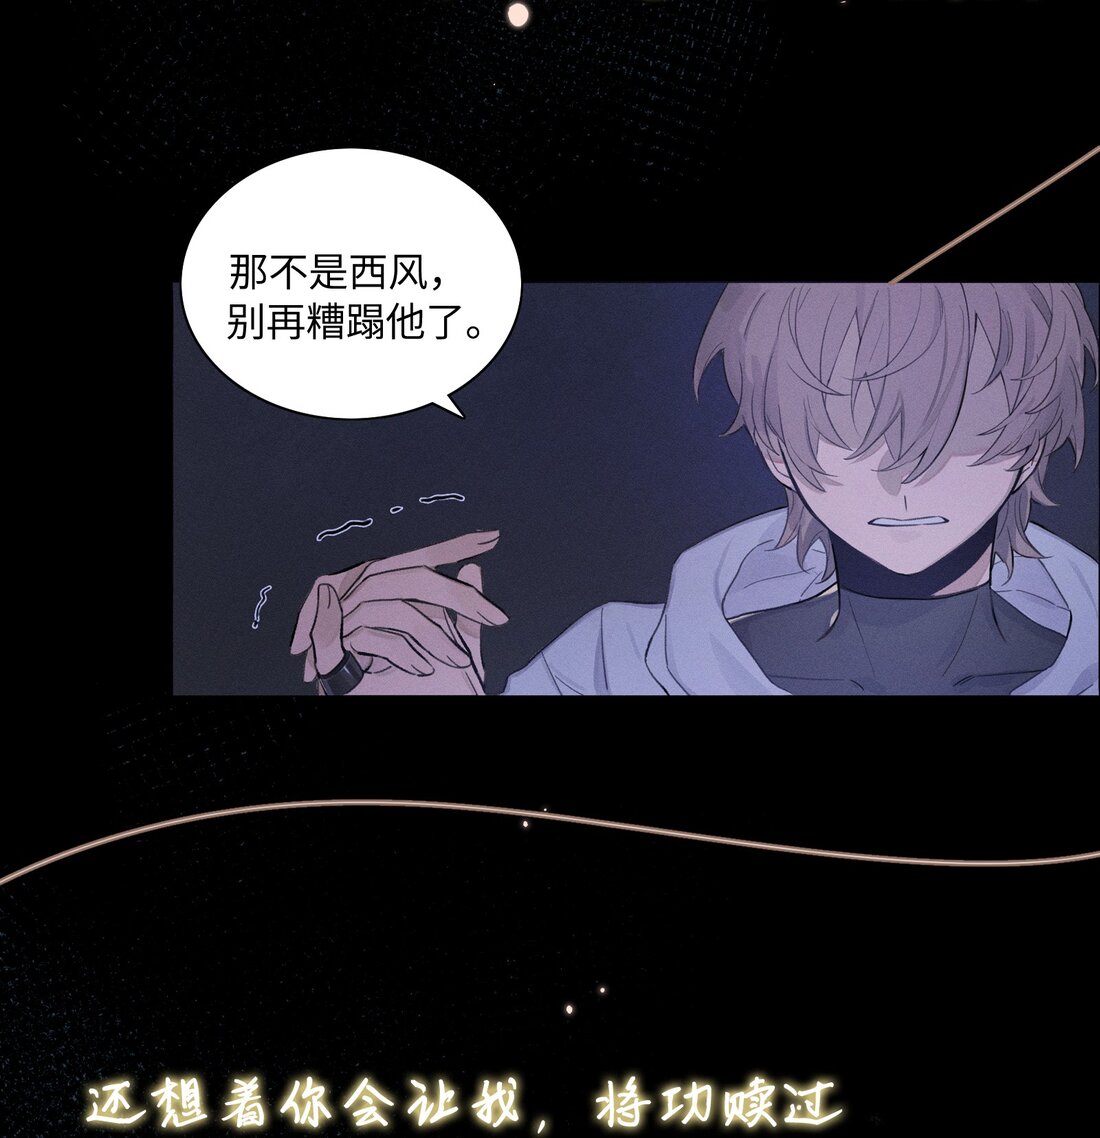 那不是西风，
别再糟蹋他了。
还想着你会让我，将功赎过